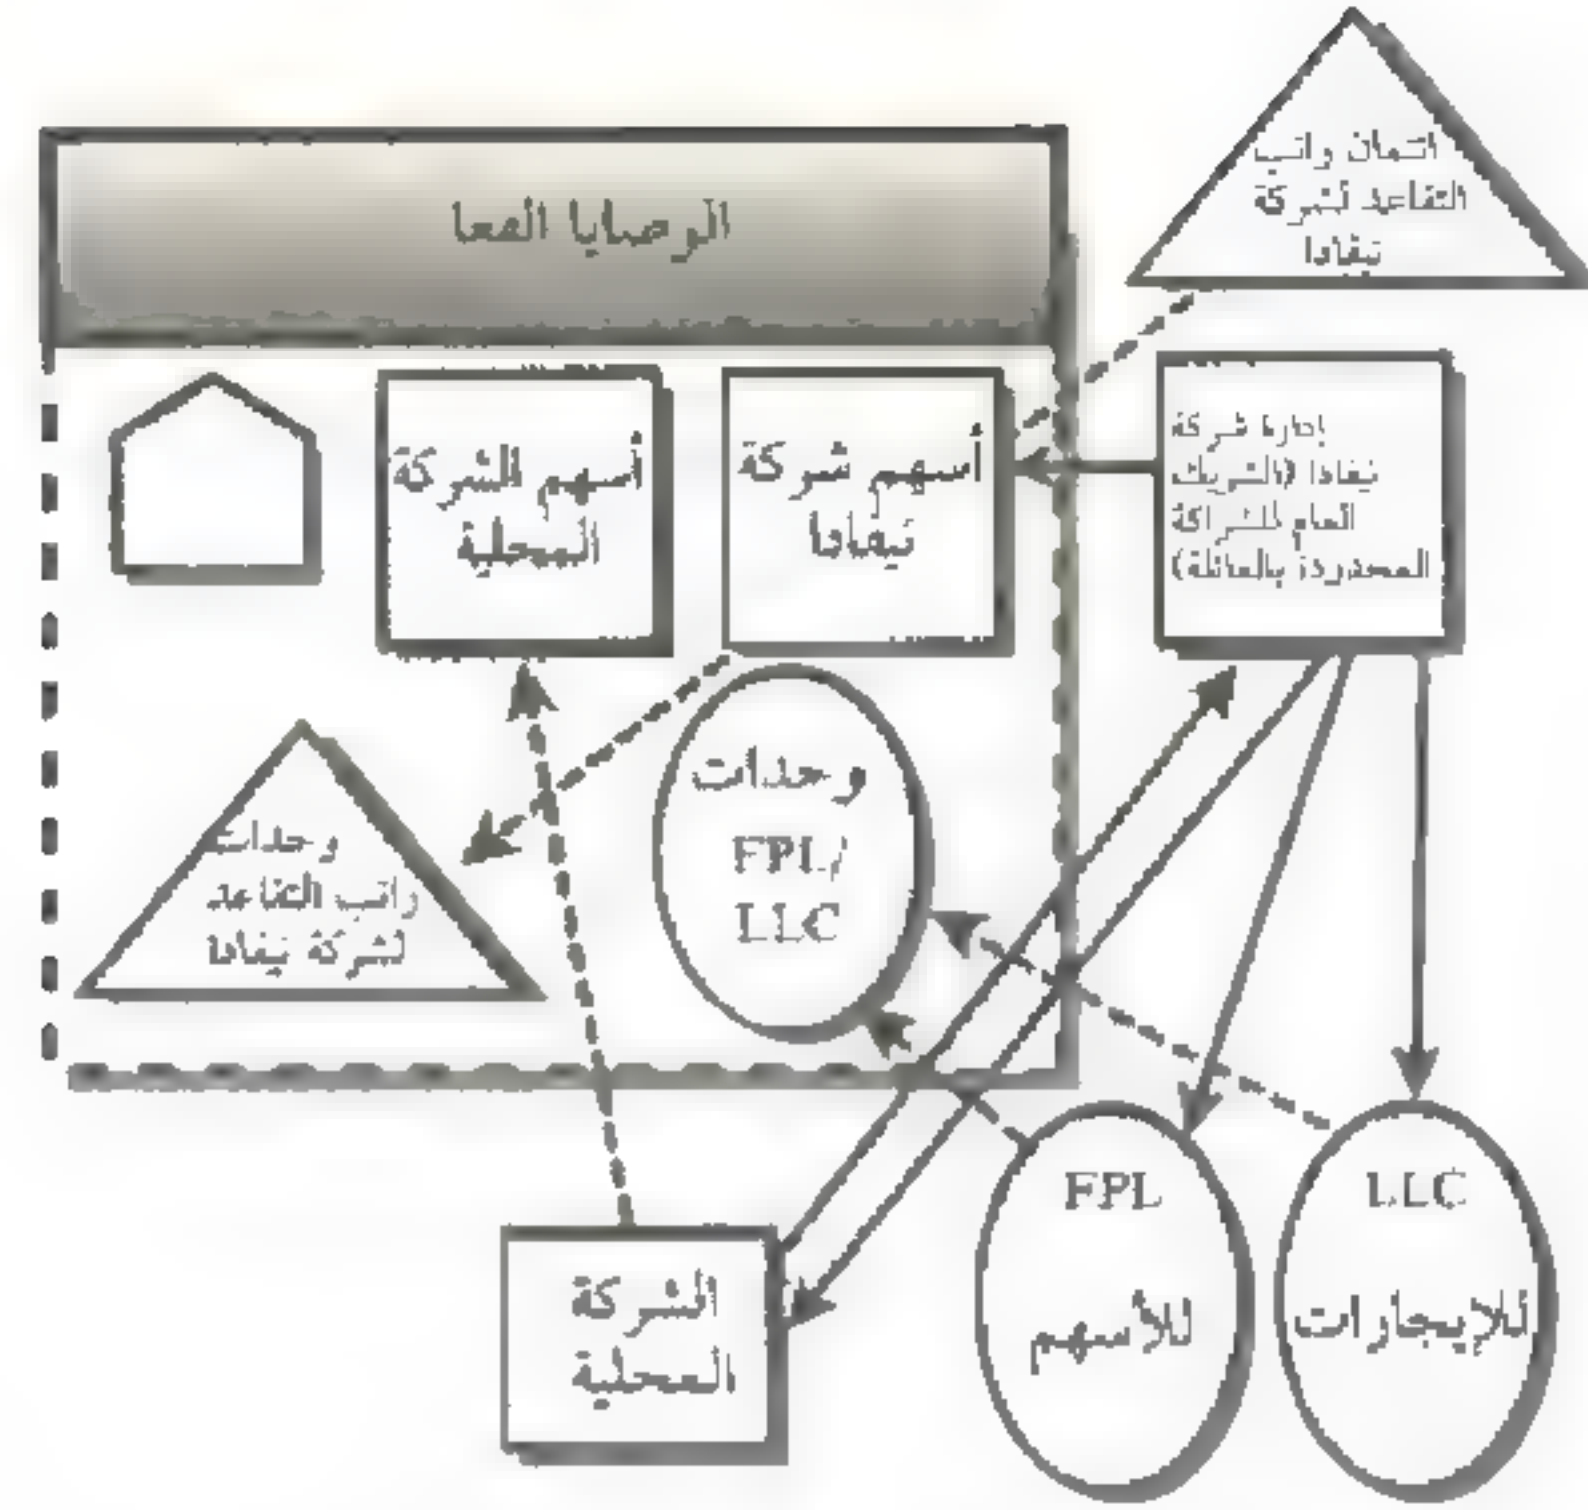 ائتمان راتب
التقاعد لشركة
نيفادا
الوصايا الفعا
أسهم الشركة
المحلية
أسهم شركة
نيفادا
إدارة شركة
نيفادا (الشريك
العام للشراكة
المحدودة بالعائلة)
وحدات
FPL/
LLC
وحدات
راتب التقاعد
لشركة نيفادا
الشركة
المحلية
FPL
للأسهم
LLC
للإيجارات